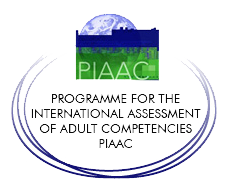 PIAAC
PROGRAMME FOR THE
INTERNATIONAL ASSESSMENT
OF ADULT COMPETENCIES
PIAAC